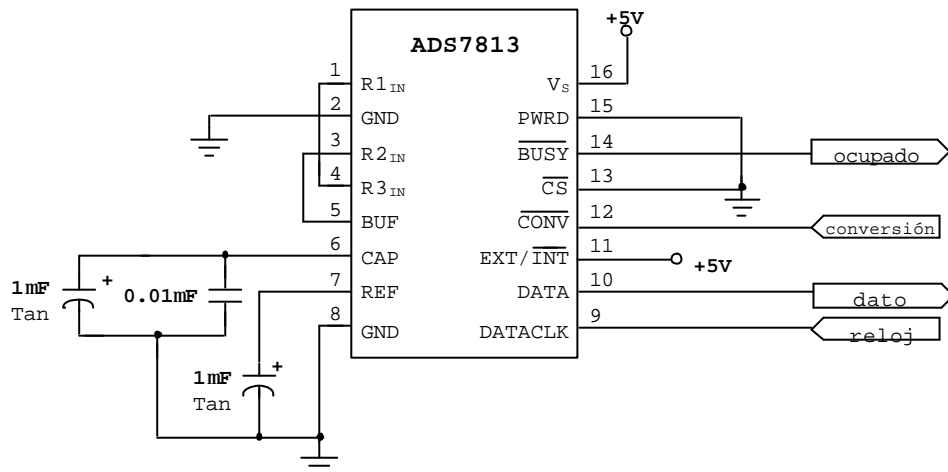 +5V
ADS7813
1 R1IN VS 16
2 GND PWRD 15
3 R2IN BUSY 14 ocupado
4 R3IN CS 13
5 BUF CONV 12 conversión
6 CAP EXT/INT 11 +5V
7 REF DATA 10 dato
8 GND DATACLK 9 reloj
1mF + 0.01mF
Tan
1mF +
Tan